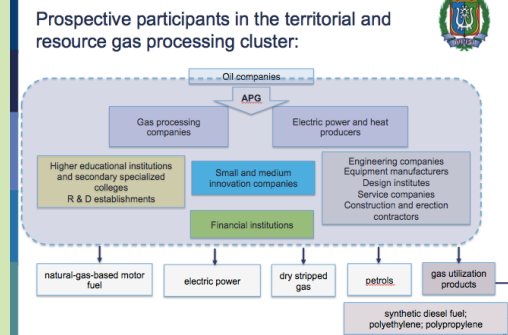 Prospective participants in the territorial and
resource gas processing cluster:
Oil companies
APG
Gas processing
companies
Electric power and heat
producers
Higher educational institutions
and secondary specialized
colleges
R & D establishments
Small and medium
innovation companies
Engineering companies
Equipment manufacturers
Design institutes
Service companies
Construction and erection
contractors
Financial institutions
natural-gas-based motor
fuel
electric power
dry stripped
gas
petrols
gas utilization
products
synthetic diesel fuel;
polyethylene; polypropylene